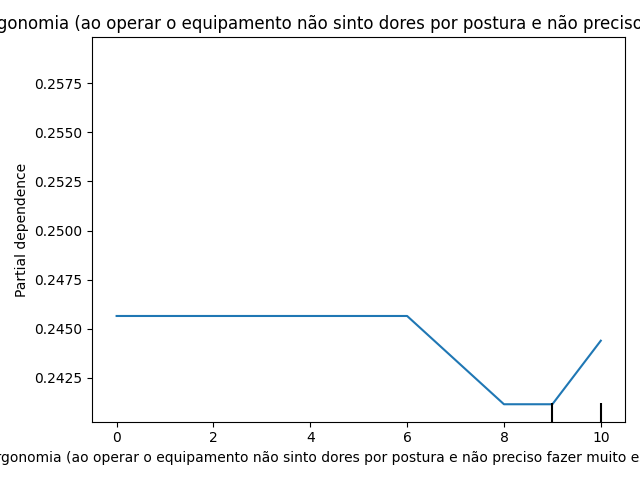 gonomia (ao operar o equipamento não sinto dores por postura e não preciso
0.2575
0.2550
0.2525
0.2500
0.2475
0.2450
0.2425
Partial dependence
0 2 4 6 8 10
rgonomia (ao operar o equipamento não sinto dores por postura e não preciso fazer muito e